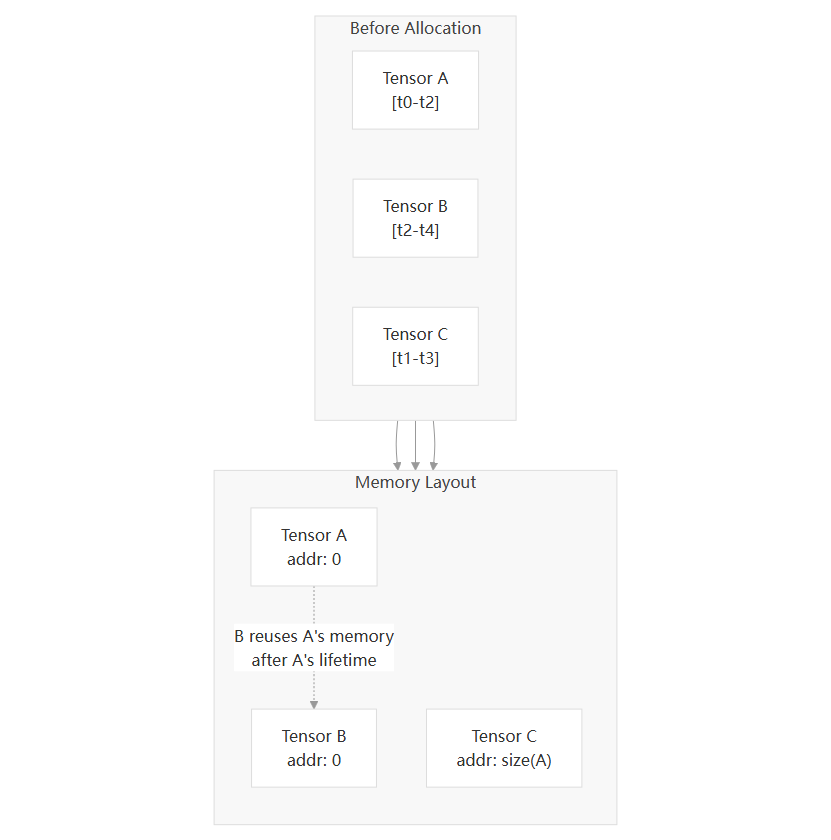 Before Allocation
Tensor A
[t0-t2]
Tensor B
[t2-t4]
Tensor C
[t1-t3]
Memory Layout
Tensor A
addr: 0
B reuses A's memory
after A's lifetime
Tensor B
addr: 0
Tensor C
addr: size(A)